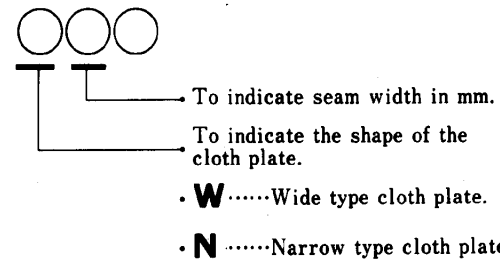 To indicate seam width in mm.
To indicate the shape of the
cloth plate.
· W ······Wide type cloth plate.
· N ······Narrow type cloth plate